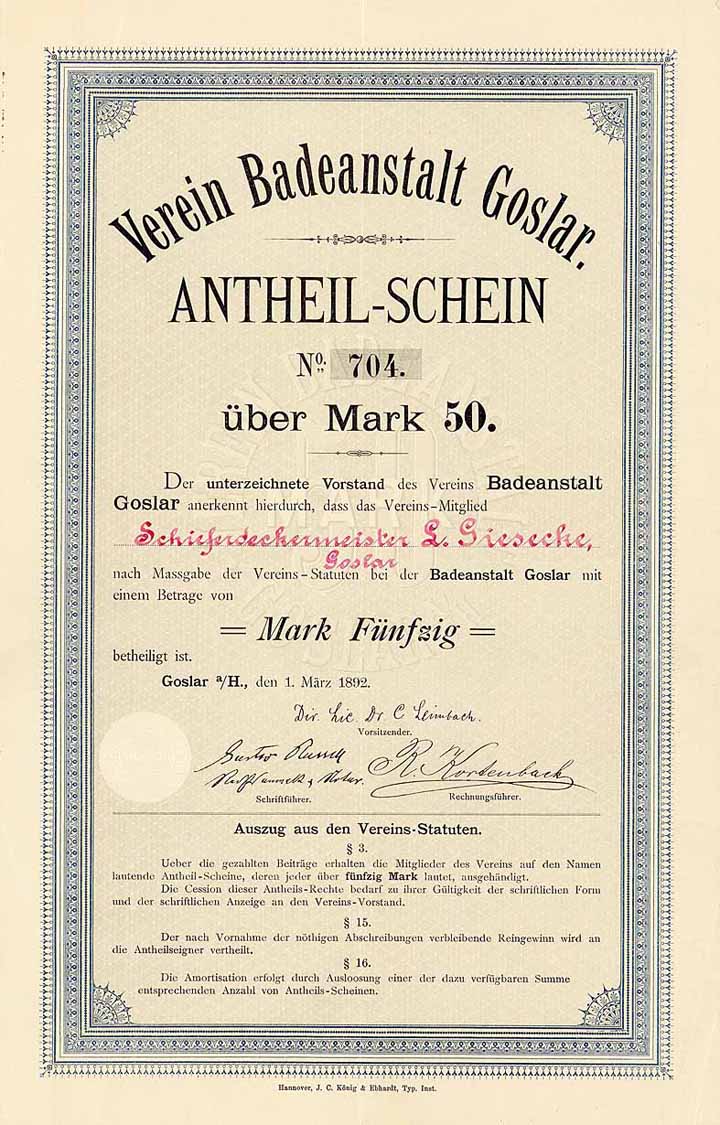 Verein Badeanstalt Goslar.
ANTHEIL-SCHEIN
No. 704.
über Mark 50.
Der unterzeichnete Vorstand des Vereins Badeanstalt
Goslar anerkennt hierdurch, dass das Vereins-Mitglied
Schieferdeckermeister L. Giesecke,
Goslar
nach Massgabe der Vereins-Statuten bei der Badeanstalt Goslar mit
einem Betrage von
= Mark Fünfzig =
betheiligt ist.
Goslar a/H., den 1. März 1892.
Dir. Lic. Dr. C Leimbach.
Vorsitzender.
Gustav
R. Kortenbach
Schriftführer.
Rechnungsführer.
Auszug aus den Vereins-Statuten.
§ 3.
Ueber die gezahlten Beiträge erhalten die Mitglieder des Vereins auf den Namen
lautende Antheil-Scheine, deren jeder über fünfzig Mark lautet, ausgehändigt.
Die Cession dieser Antheils-Rechte bedarf zu ihrer Gültigkeit der schriftlichen Form
und der schriftlichen Anzeige an den Vereins-Vorstand.
§ 15.
Der nach Vornahme der nöthigen Abschreibungen verbleibende Reingewinn wird an
die Antheilseigner vertheilt.
§ 16.
Die Amortisation erfolgt durch Ausloosung einer der dazu verfügbaren Summe
entsprechenden Anzahl von Antheils-Scheinen.
Hannover, J. C. König & Ebhardt, Typ. Inst.